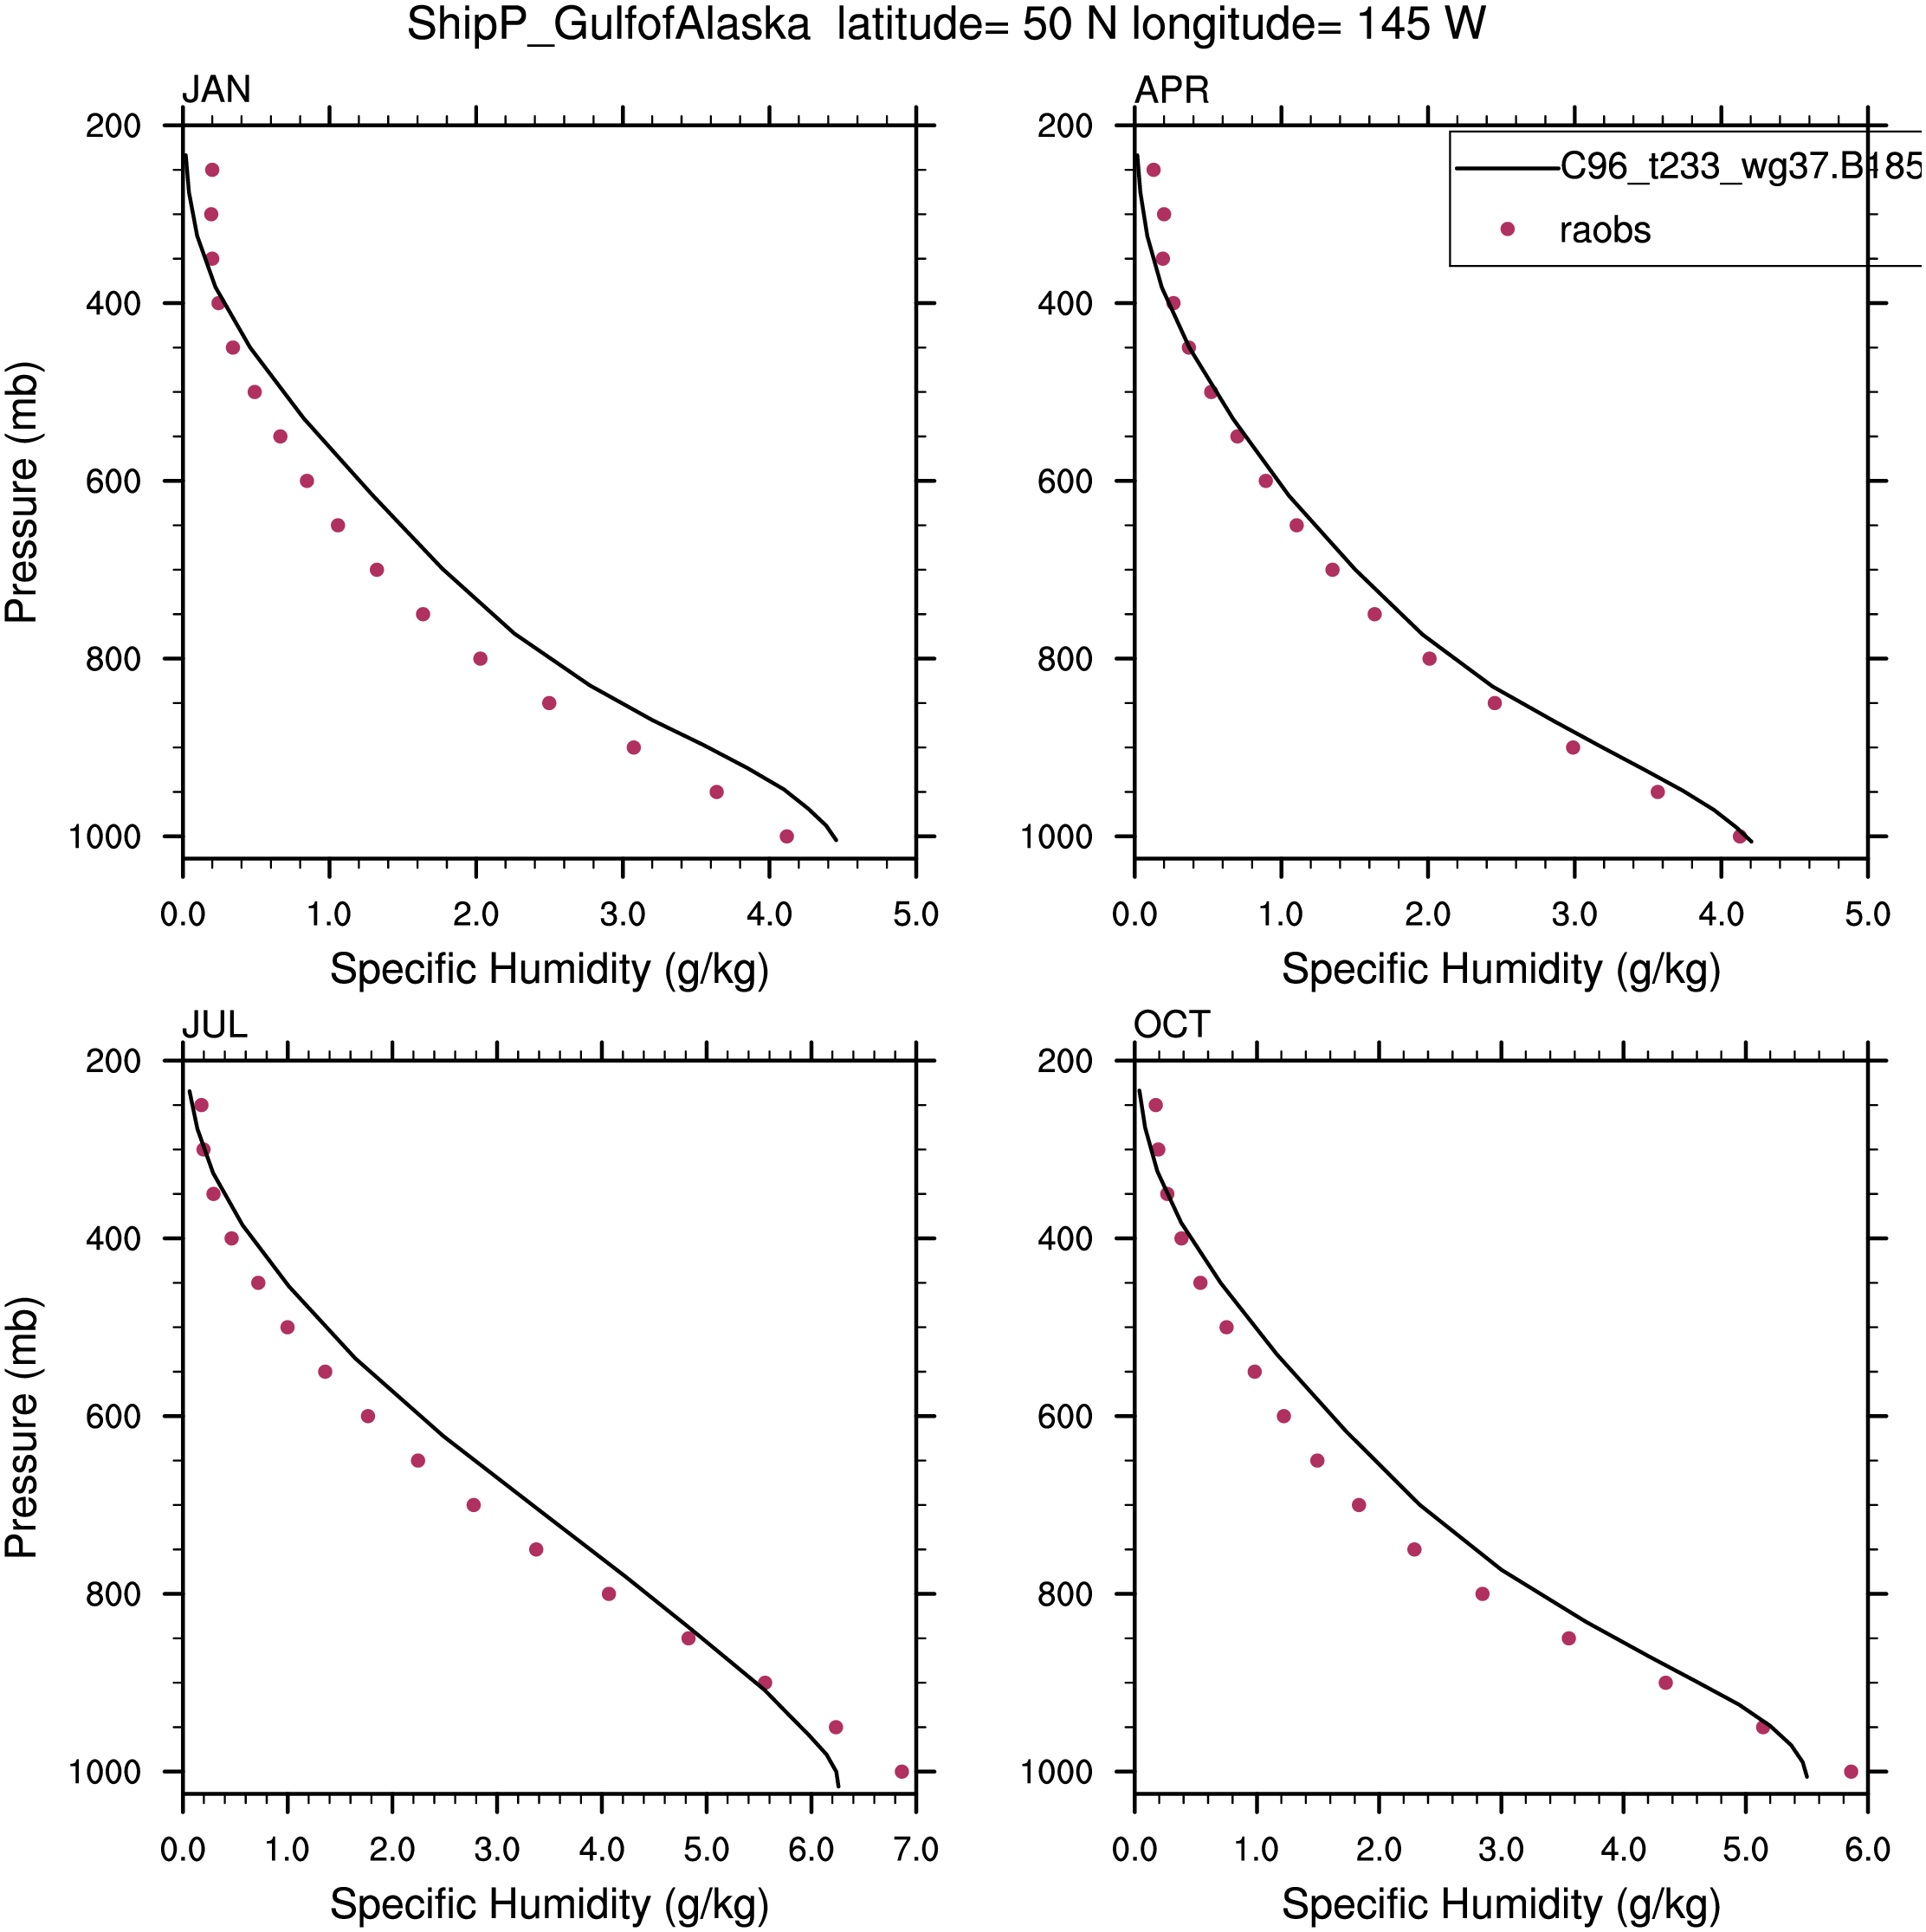 ShipP_GulfofAlaska latitude= 50 N longitude= 145 W
JAN
200
400
600
800
1000
Pressure (mb)
0.0 1.0 2.0 3.0 4.0 5.0
Specific Humidity (g/kg)
APR
200
400
600
800
1000
C96_t233_wg37.B185
raobs
0.0 1.0 2.0 3.0 4.0 5.0
Specific Humidity (g/kg)
JUL
200
400
600
800
1000
Pressure (mb)
0.0 1.0 2.0 3.0 4.0 5.0 6.0 7.0
Specific Humidity (g/kg)
OCT
200
400
600
800
1000
0.0 1.0 2.0 3.0 4.0 5.0 6.0
Specific Humidity (g/kg)